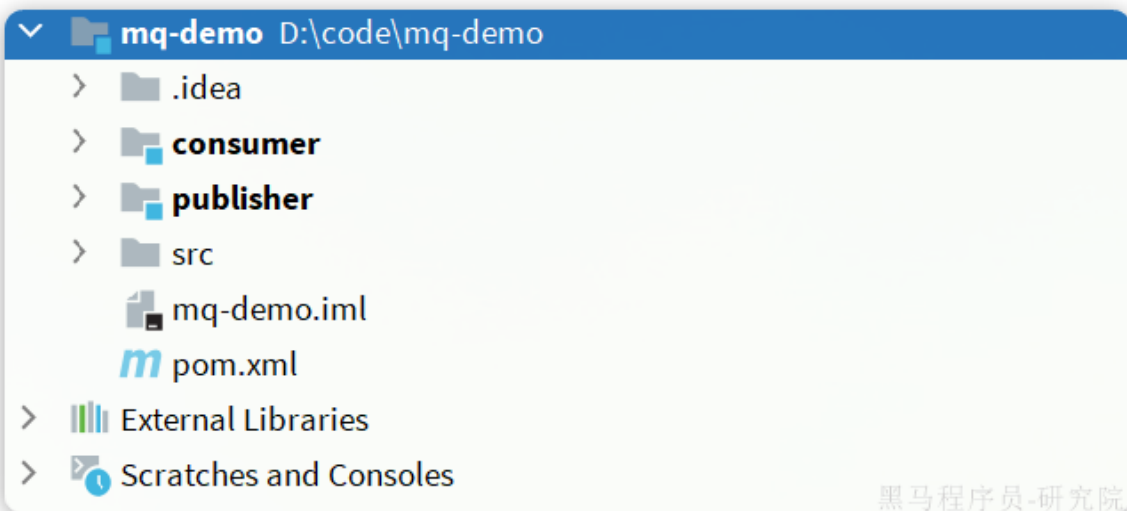 mq-demo D:\code\mq-demo
.idea
consumer
publisher
src
mq-demo.iml
pom.xml
External Libraries
Scratches and Consoles
黑马程序员-研究院